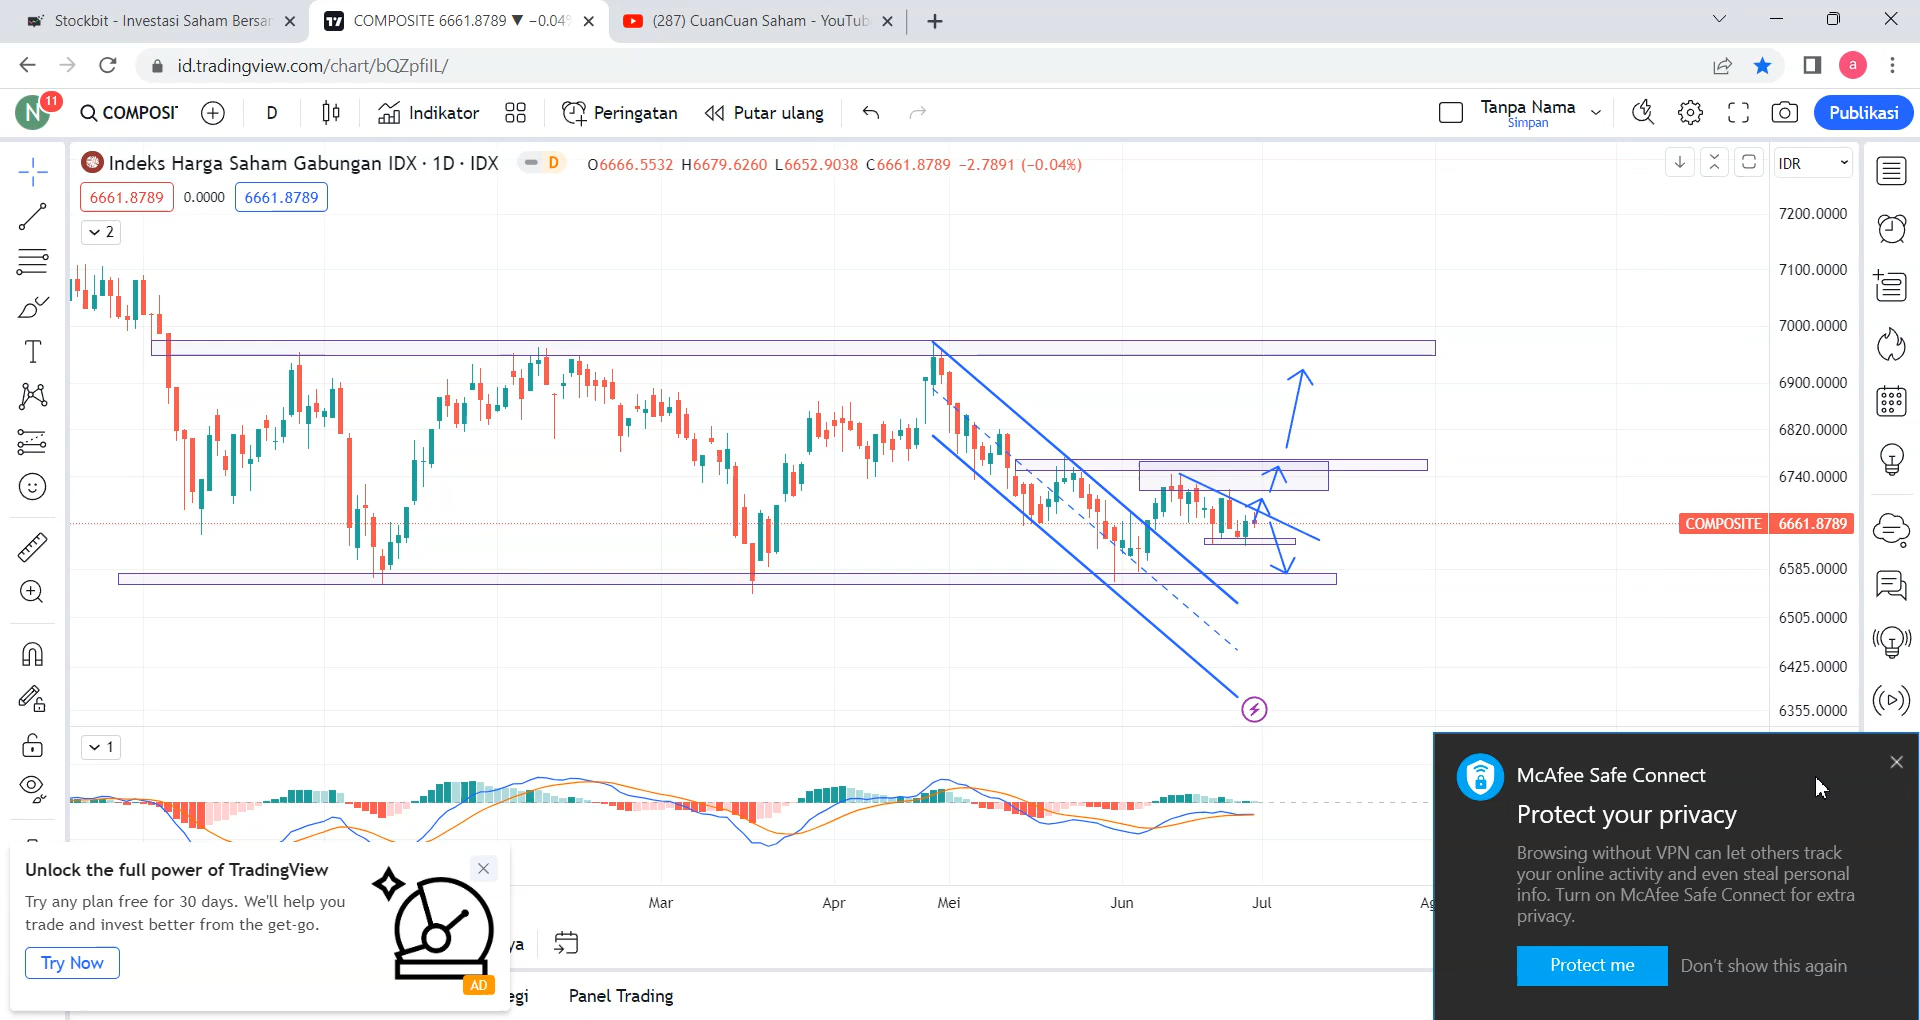 Stockbit - Investasi Saham Bersar
COMPOSITE 6661.8789 ▼ −0.04%
(287) CuanCuan Saham - YouTub
id.tradingview.com/chart/bQZpfiIL/
a
N
11
COMPOSIT
D
Indikator
Peringatan
Putar ulang
Tanpa Nama
Simpan
Publikasi
Indeks Harga Saham Gabungan IDX · 1D · IDX
D
O6666.5532 H6679.6260 L6652.9038 C6661.8789 −2.7891 (−0.04%)
IDR
6661.8789
0.0000
6661.8789
2
7200.0000
7100.0000
7000.0000
6900.0000
6820.0000
6740.0000
COMPOSITE 6661.8789
6585.0000
6505.0000
6425.0000
6355.0000
1
Mar
Apr
Mei
Jun
Jul
Ag
Unlock the full power of TradingView
Try any plan free for 30 days. We'll help you
trade and invest better from the get-go.
Try Now
AD
ya
egi
Panel Trading
McAfee Safe Connect
Protect your privacy
Browsing without VPN can let others track
your online activity and even steal personal
info. Turn on McAfee Safe Connect for extra
privacy.
Protect me
Don't show this again